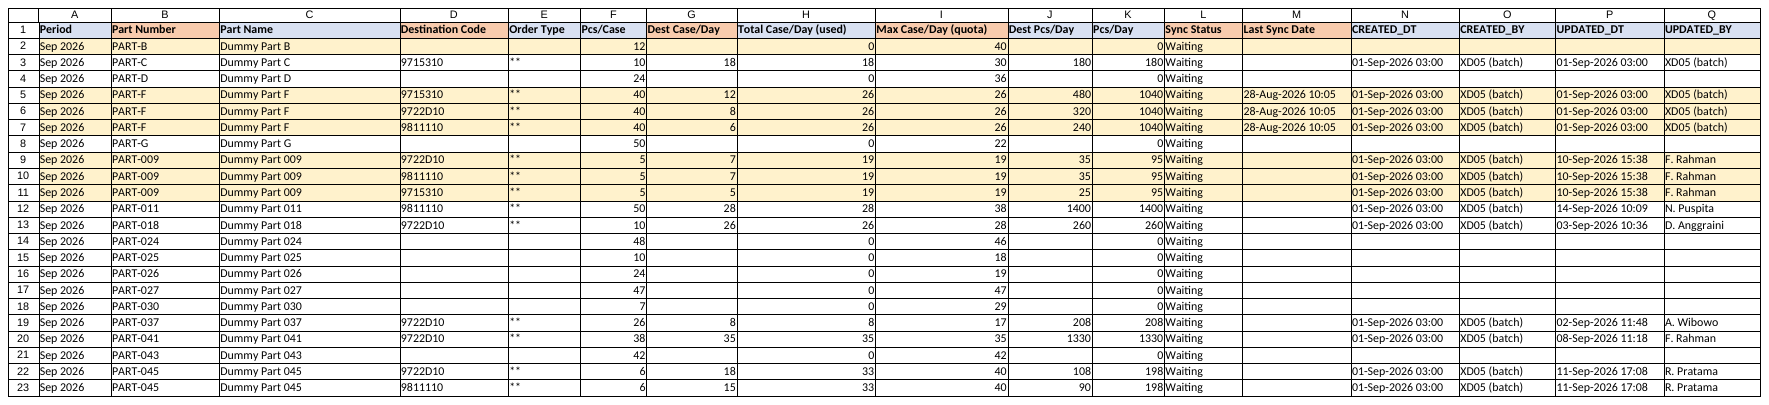 A B C D E F G H I J K L M N O P Q
1 Period Part Number Part Name Destination Code Order Type Pcs/Case Dest Case/Day Total Case/Day (used) Max Case/Day (quota) Dest Pcs/Day Pcs/Day Sync Status Last Sync Date CREATED_DT CREATED_BY UPDATED_DT UPDATED_BY
2 Sep 2026 PART-B Dummy Part B 12 0 40 0 Waiting
3 Sep 2026 PART-C Dummy Part C 9715310 ** 10 18 18 30 180 180 Waiting 01-Sep-2026 03:00 XD05 (batch) 01-Sep-2026 03:00 XD05 (batch)
4 Sep 2026 PART-D Dummy Part D 24 0 36 0 Waiting
5 Sep 2026 PART-F Dummy Part F 9715310 ** 40 12 26 26 480 1040 Waiting 28-Aug-2026 10:05 01-Sep-2026 03:00 XD05 (batch) 01-Sep-2026 03:00 XD05 (batch)
6 Sep 2026 PART-F Dummy Part F 9722D10 ** 40 8 26 26 320 1040 Waiting 28-Aug-2026 10:05 01-Sep-2026 03:00 XD05 (batch) 01-Sep-2026 03:00 XD05 (batch)
7 Sep 2026 PART-F Dummy Part F 9811110 ** 40 6 26 26 240 1040 Waiting 28-Aug-2026 10:05 01-Sep-2026 03:00 XD05 (batch) 01-Sep-2026 03:00 XD05 (batch)
8 Sep 2026 PART-G Dummy Part G 50 0 22 0 Waiting
9 Sep 2026 PART-009 Dummy Part 009 9722D10 ** 5 7 19 19 35 95 Waiting 01-Sep-2026 03:00 XD05 (batch) 10-Sep-2026 15:38 F. Rahman
10 Sep 2026 PART-009 Dummy Part 009 9811110 ** 5 7 19 19 35 95 Waiting 01-Sep-2026 03:00 XD05 (batch) 10-Sep-2026 15:38 F. Rahman
11 Sep 2026 PART-009 Dummy Part 009 9715310 ** 5 5 19 19 25 95 Waiting 01-Sep-2026 03:00 XD05 (batch) 10-Sep-2026 15:38 F. Rahman
12 Sep 2026 PART-011 Dummy Part 011 9811110 ** 50 28 28 38 1400 1400 Waiting 01-Sep-2026 03:00 XD05 (batch) 14-Sep-2026 10:09 N. Puspita
13 Sep 2026 PART-018 Dummy Part 018 9722D10 ** 10 26 26 28 260 260 Waiting 01-Sep-2026 03:00 XD05 (batch) 03-Sep-2026 10:36 D. Anggraini
14 Sep 2026 PART-024 Dummy Part 024 48 0 46 0 Waiting
15 Sep 2026 PART-025 Dummy Part 025 10 0 18 0 Waiting
16 Sep 2026 PART-026 Dummy Part 026 24 0 19 0 Waiting
17 Sep 2026 PART-027 Dummy Part 027 47 0 47 0 Waiting
18 Sep 2026 PART-030 Dummy Part 030 7 0 29 0 Waiting
19 Sep 2026 PART-037 Dummy Part 037 9722D10 ** 26 8 8 17 208 208 Waiting 01-Sep-2026 03:00 XD05 (batch) 02-Sep-2026 11:48 A. Wibowo
20 Sep 2026 PART-041 Dummy Part 041 9722D10 ** 38 35 35 35 1330 1330 Waiting 01-Sep-2026 03:00 XD05 (batch) 08-Sep-2026 11:18 F. Rahman
21 Sep 2026 PART-043 Dummy Part 043 42 0 42 0 Waiting
22 Sep 2026 PART-045 Dummy Part 045 9722D10 ** 6 18 33 40 108 198 Waiting 01-Sep-2026 03:00 XD05 (batch) 11-Sep-2026 17:08 R. Pratama
23 Sep 2026 PART-045 Dummy Part 045 9811110 ** 6 15 33 40 90 198 Waiting 01-Sep-2026 03:00 XD05 (batch) 11-Sep-2026 17:08 R. Pratama